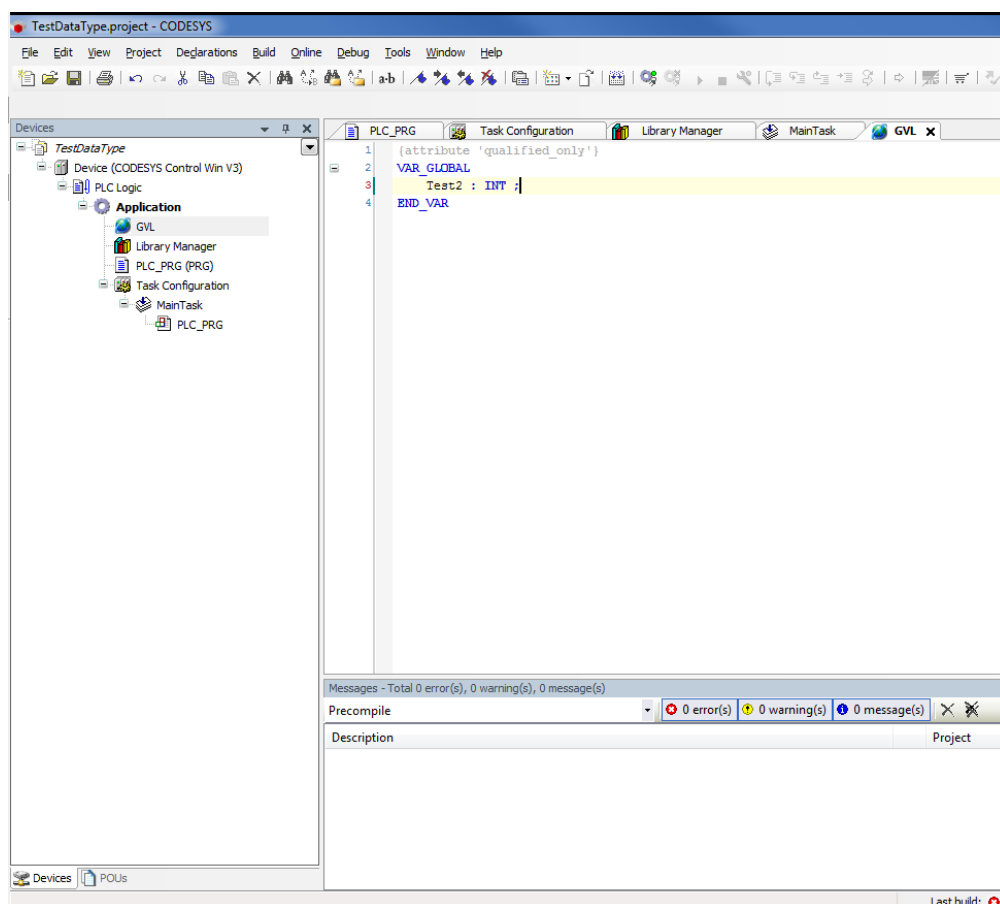 TestDataType.project - CODESYS
File Edit View Project Declarations Build Online Debug Tools Window Help
Devices
TestDataType
Device (CODESYS Control Win V3)
PLC Logic
Application
GVL
Library Manager
PLC_PRG (PRG)
Task Configuration
MainTask
PLC_PRG
Devices POUs
PLC_PRG Task Configuration Library Manager MainTask GVL
1 {attribute 'qualified_only'}
2 VAR_GLOBAL
3 Test2 : INT ;
4 END_VAR
Messages - Total 0 error(s), 0 warning(s), 0 message(s)
Precompile 0 error(s) 0 warning(s) 0 message(s)
Description Project
Last build: